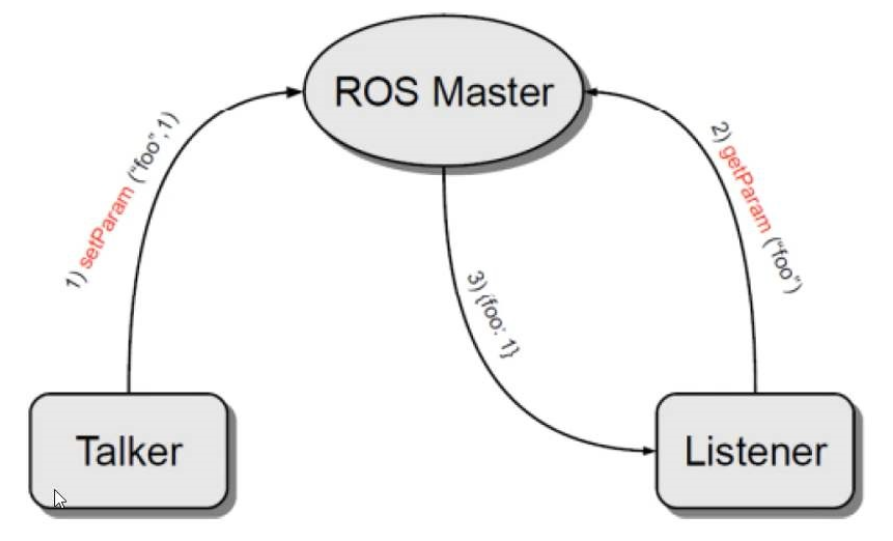 ROS Master
1) setParam ("foo",1)
2) getParam ("foo")
3) {foo: 1}
Talker
Listener